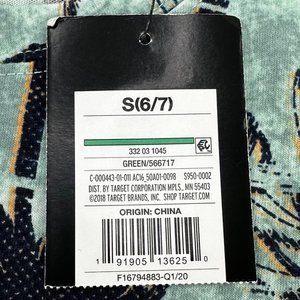 S(6/7)
332 03 1045
GREEN/566717
C-000443-01-011 AC16_50A01-0098 S950-0002
DIST. BY TARGET CORPORATION MPLS., MN 55403
©2018 TARGET BRANDS, INC. SHOP TARGET.COM
ORIGIN: CHINA
1 91905 13625 0
F16794883-Q1/20